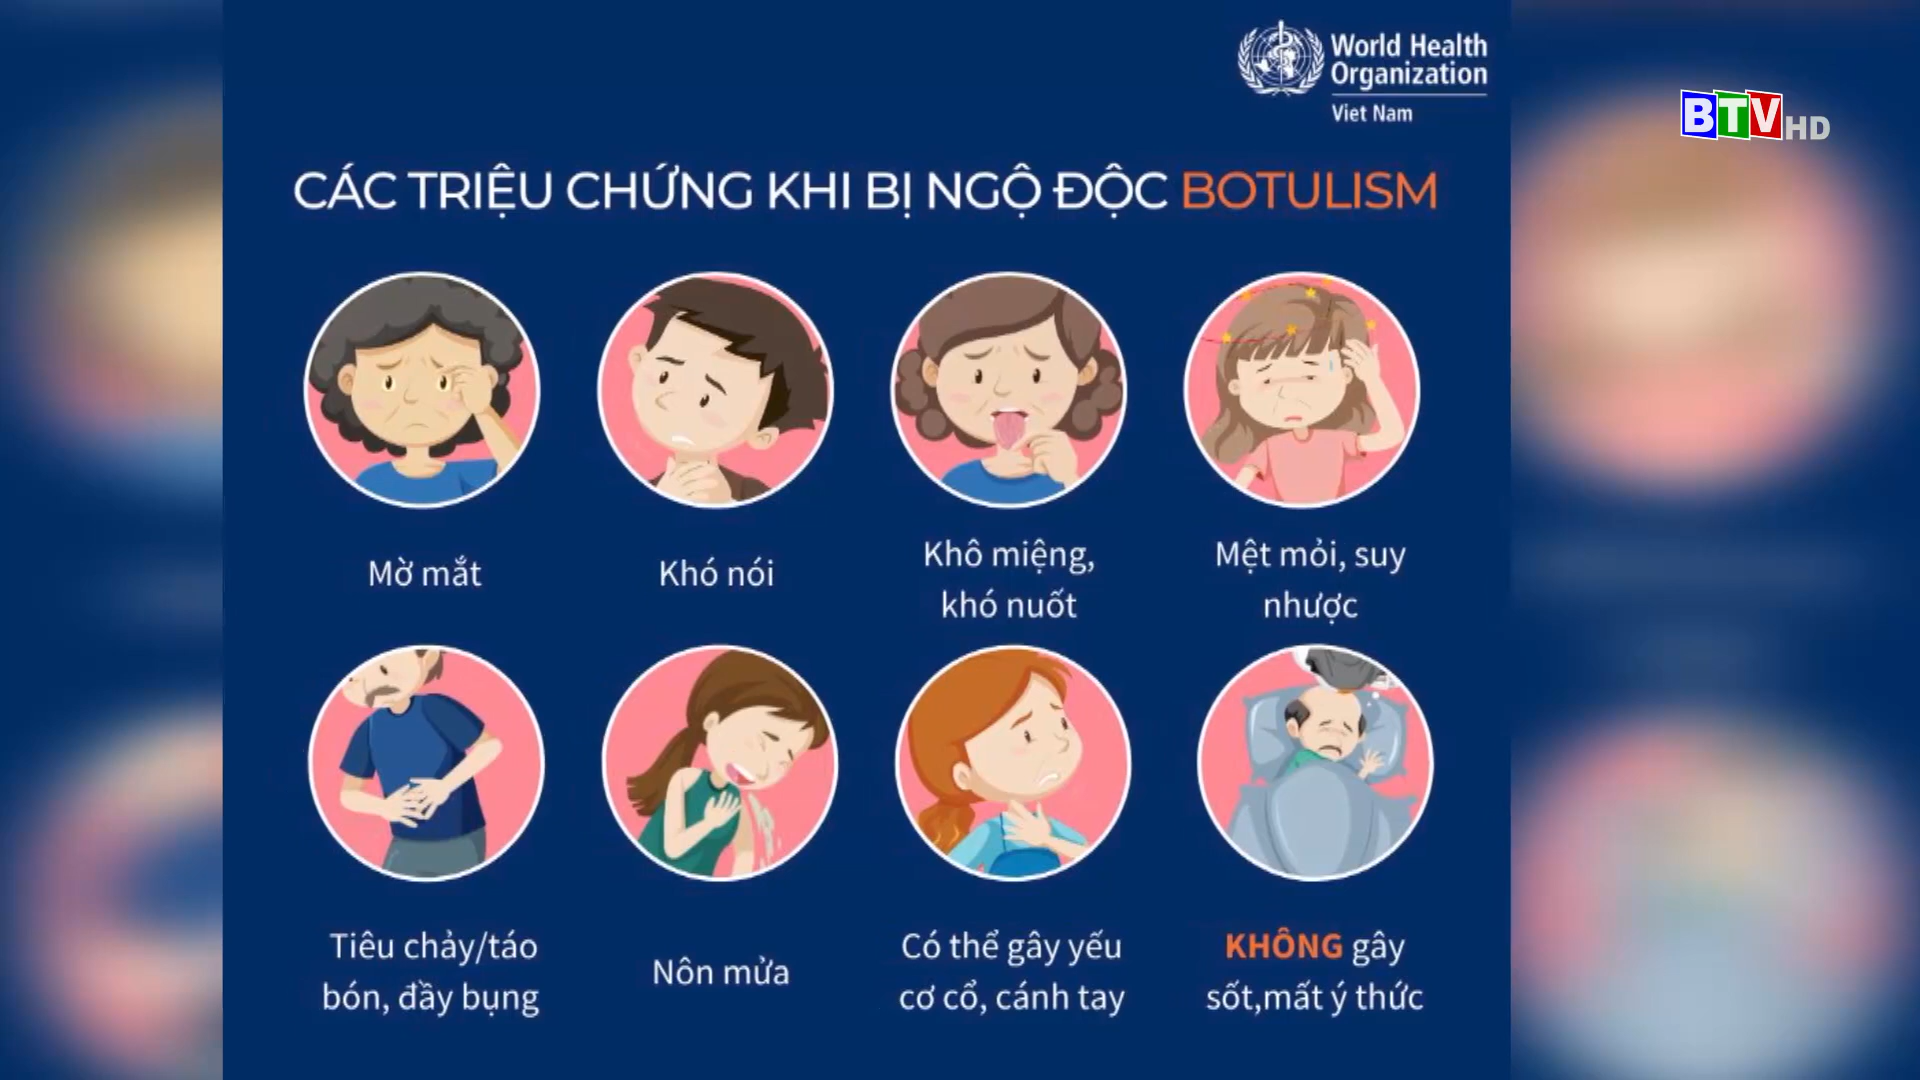 World Health
Organization
Viet Nam
BTV HD
CÁC TRIỆU CHỨNG KHI BỊ NGỘ ĐỘC BOTULISM
Mờ mắt
Khó nói
Khô miệng,
khó nuốt
Mệt mỏi, suy
nhược
Tiêu chảy/táo
bón, đầy bụng
Nôn mửa
Có thể gây yếu
cơ cổ, cánh tay
KHÔNG gây
sốt,mất ý thức